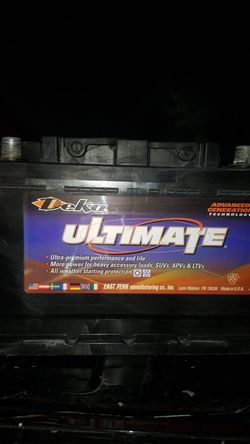 Deka
ADVANCED
GENERATION
TECHNOLOGY
ULTIMATE
• Ultra-premium performance and life
• More power for heavy accessory loads, SUVs, APVs & LTVs
• All weather starting protection
EAST PENN manufacturing co., inc.
Lyon Station, PA 19536
Made in U.S.A.